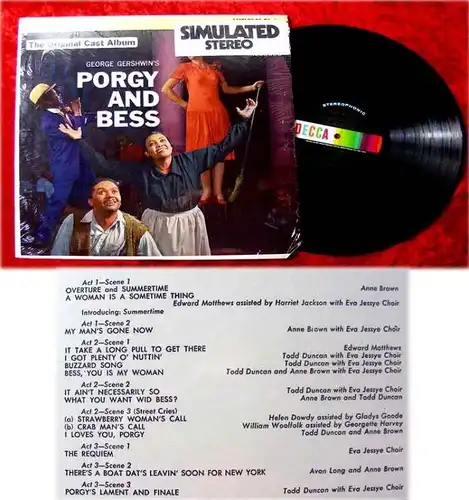 The Original Cast Album
SIMULATED
STEREO
GEORGE GERSHWIN'S
PORGY
AND
BESS
STEREOPHONIC
DECCA
Act 1—Scene 1
OVERTURE and SUMMERTIME Anne Brown
A WOMAN IS A SOMETIME THING
Edward Matthews assisted by Harriet Jackson with Eva Jessye Choir
Introducing: Summertime
Act 1—Scene 2
MY MAN'S GONE NOW Anne Brown with Eva Jessye Choir
Act 2—Scene 1
IT TAKE A LONG PULL TO GET THERE Edward Matthews
I GOT PLENTY O' NUTTIN' Todd Duncan with Eva Jessye Choir
BUZZARD SONG Todd Duncan with Eva Jessye Choir
BESS, 'YOU IS MY WOMAN Todd Duncan and Anne Brown with Eva Jessye Choir
Act 2—Scene 2
IT AIN'T NECESSARILY SO Todd Duncan with Eva Jessye Choir
WHAT YOU WANT WID BESS? Anne Brown and Todd Duncan
Act 2—Scene 3 (Street Cries)
(a) STRAWBERRY WOMAN'S CALL Helen Dowdy assisted by Gladys Goode
(b) CRAB MAN'S CALL William Woolfolk assisted by Georgette Harvey
I LOVES YOU, PORGY Todd Duncan and Anne Brown
Act 3—Scene 1
THE REQUIEM Eva Jessye Choir
Act 3—Scene 2
THERE'S A BOAT DAT'S LEAVIN' SOON FOR NEW YORK Avon Long and Anne Brown
Act 3—Scene 3
PORGY'S LAMENT AND FINALE Todd Duncan with Eva Jessye Choir